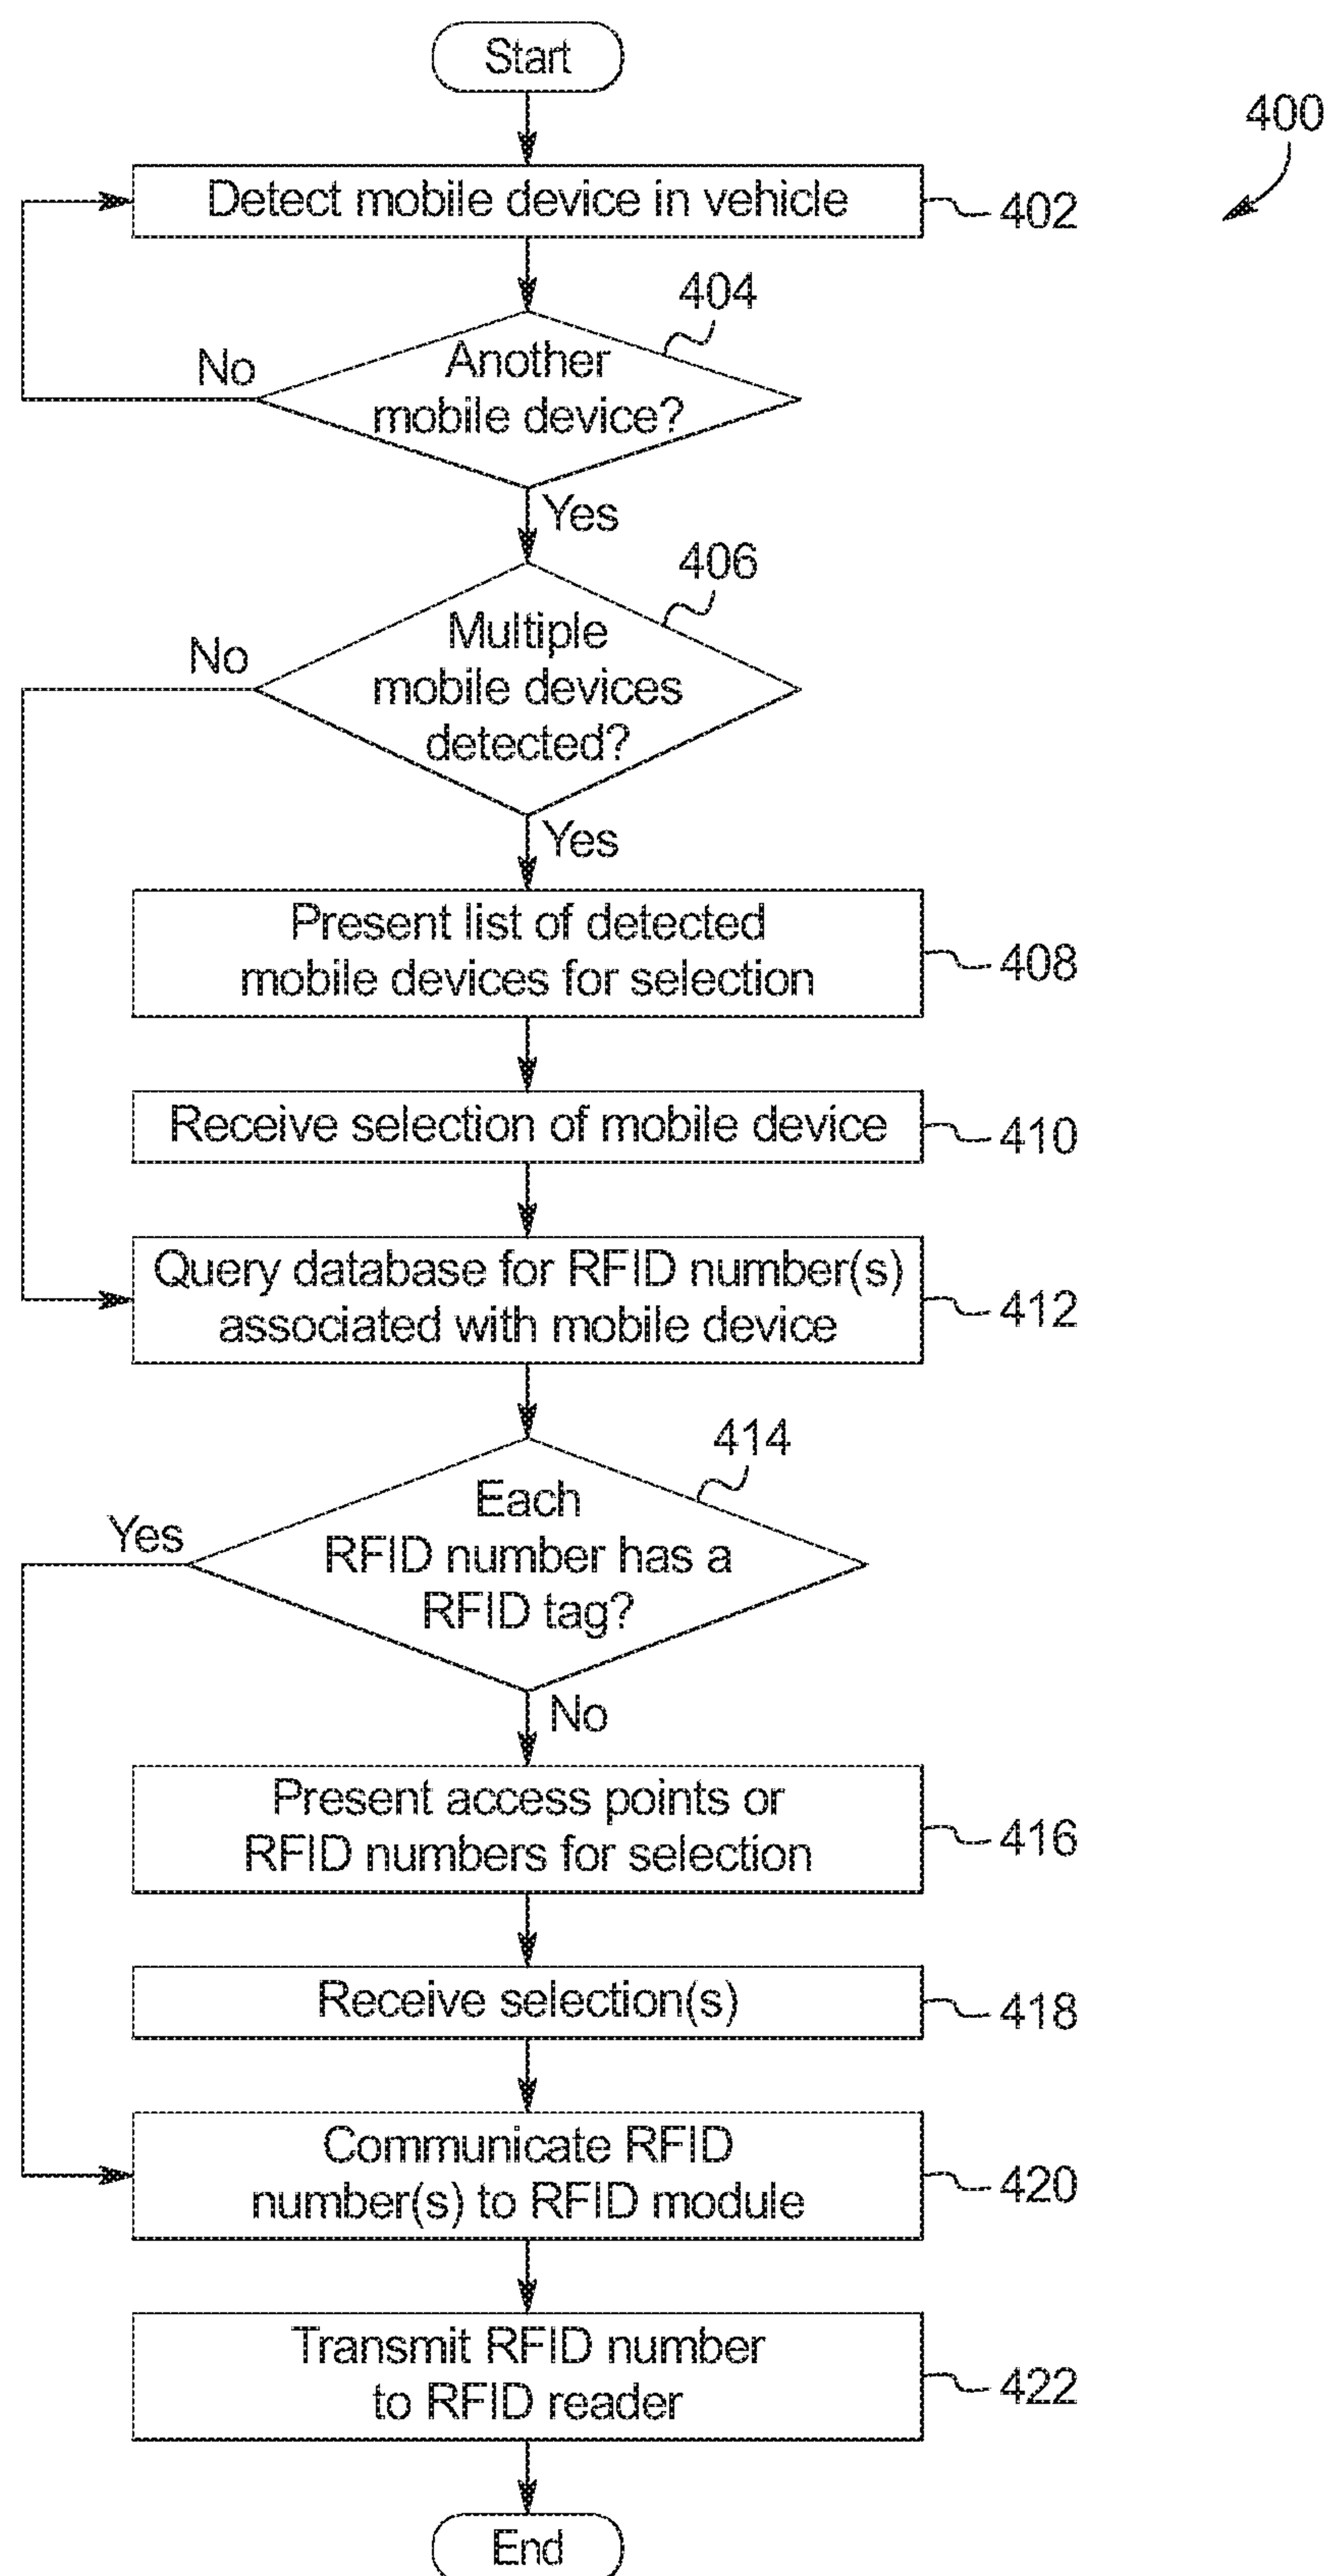 Start
400
Detect mobile device in vehicle
402
404
Another
mobile device?
No
Yes
406
Multiple
mobile devices
detected?
No
Yes
Present list of detected
mobile devices for selection
408
Receive selection of mobile device
410
Query database for RFID number(s)
associated with mobile device
412
414
Each
RFID number has a
RFID tag?
Yes
No
Present access points or
RFID numbers for selection
416
Receive selection(s)
418
Communicate RFID
number(s) to RFID module
420
Transmit RFID number
to RFID reader
422
End